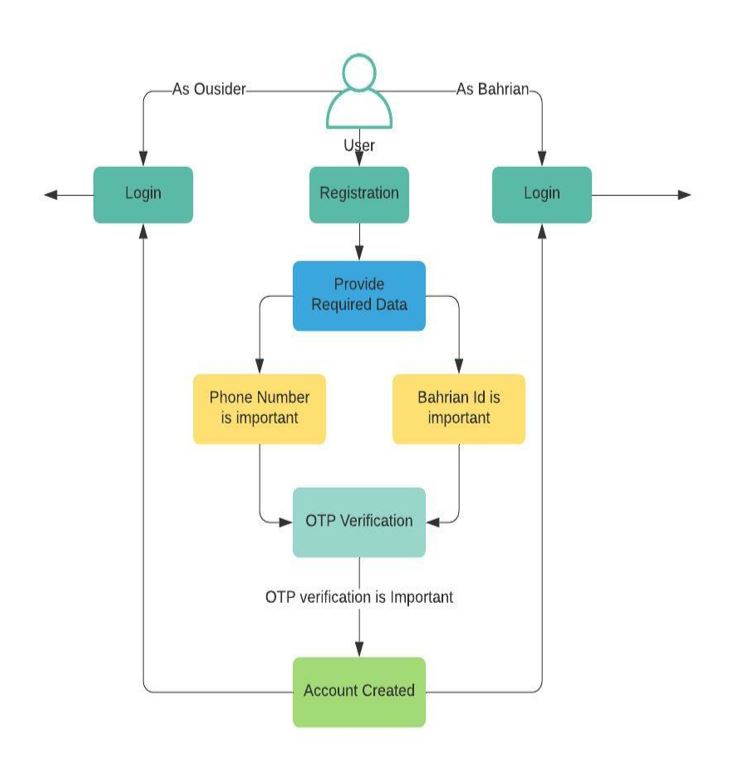 As Ousider
As Bahrian
User
Login
Registration
Login
Provide
Required Data
Phone Number
is important
Bahrian Id is
important
OTP Verification
OTP verification is Important
Account Created